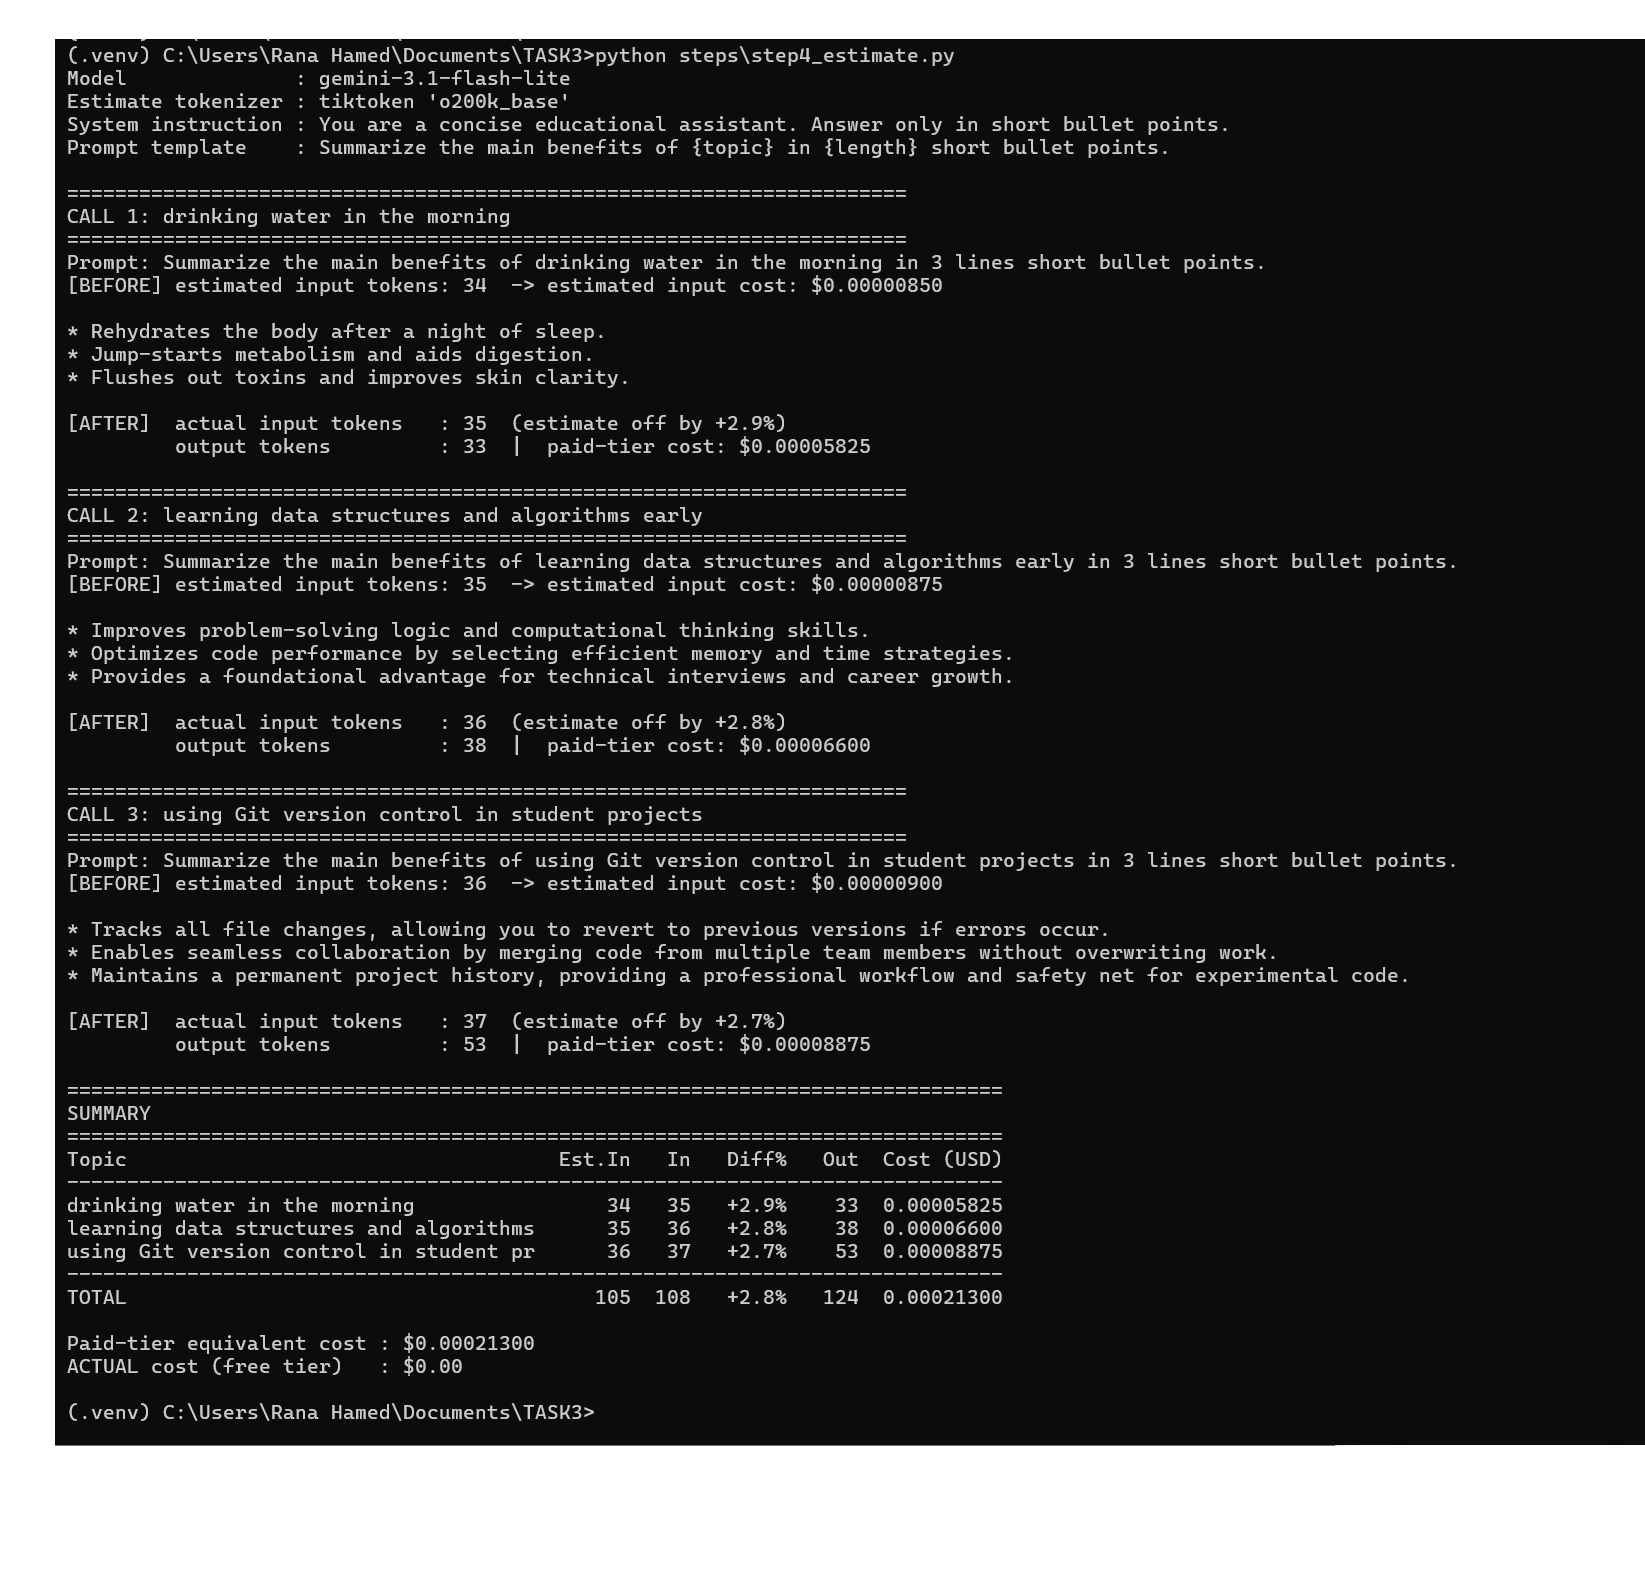 (.venv) C:\Users\Rana Hamed\Documents\TASK3>python steps\step4_estimate.py
Model              : gemini-3.1-flash-lite
Estimate tokenizer : tiktoken 'o200k_base'
System instruction : You are a concise educational assistant. Answer only in short bullet points.
Prompt template    : Summarize the main benefits of {topic} in {length} short bullet points.

======================================================================
CALL 1: drinking water in the morning
======================================================================
Prompt: Summarize the main benefits of drinking water in the morning in 3 lines short bullet points.
[BEFORE] estimated input tokens: 34  -> estimated input cost: $0.00000850

* Rehydrates the body after a night of sleep.
* Jump-starts metabolism and aids digestion.
* Flushes out toxins and improves skin clarity.

[AFTER]  actual input tokens   : 35  (estimate off by +2.9%)
         output tokens         : 33  |  paid-tier cost: $0.00005825

======================================================================
CALL 2: learning data structures and algorithms early
======================================================================
Prompt: Summarize the main benefits of learning data structures and algorithms early in 3 lines short bullet points.
[BEFORE] estimated input tokens: 35  -> estimated input cost: $0.00000875

* Improves problem-solving logic and computational thinking skills.
* Optimizes code performance by selecting efficient memory and time strategies.
* Provides a foundational advantage for technical interviews and career growth.

[AFTER]  actual input tokens   : 36  (estimate off by +2.8%)
         output tokens         : 38  |  paid-tier cost: $0.00006600

======================================================================
CALL 3: using Git version control in student projects
======================================================================
Prompt: Summarize the main benefits of using Git version control in student projects in 3 lines short bullet points.
[BEFORE] estimated input tokens: 36  -> estimated input cost: $0.00000900

* Tracks all file changes, allowing you to revert to previous versions if errors occur.
* Enables seamless collaboration by merging code from multiple team members without overwriting work.
* Maintains a permanent project history, providing a professional workflow and safety net for experimental code.

[AFTER]  actual input tokens   : 37  (estimate off by +2.7%)
         output tokens         : 53  |  paid-tier cost: $0.00008875

==============================================================================
SUMMARY
==============================================================================
Topic                                    Est.In   In   Diff%   Out  Cost (USD)
------------------------------------------------------------------------------
drinking water in the morning                34   35   +2.9%    33  0.00005825
learning data structures and algorithms      35   36   +2.8%    38  0.00006600
using Git version control in student pr      36   37   +2.7%    53  0.00008875
------------------------------------------------------------------------------
TOTAL                                       105  108   +2.8%   124  0.00021300

Paid-tier equivalent cost : $0.00021300
ACTUAL cost (free tier)   : $0.00

(.venv) C:\Users\Rana Hamed\Documents\TASK3>